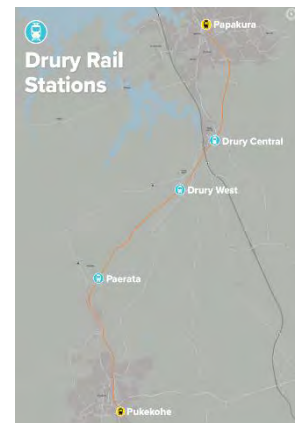 Papakura
Drury Rail
Stations
Drury Central
Drury West
Paerata
Pukekohe